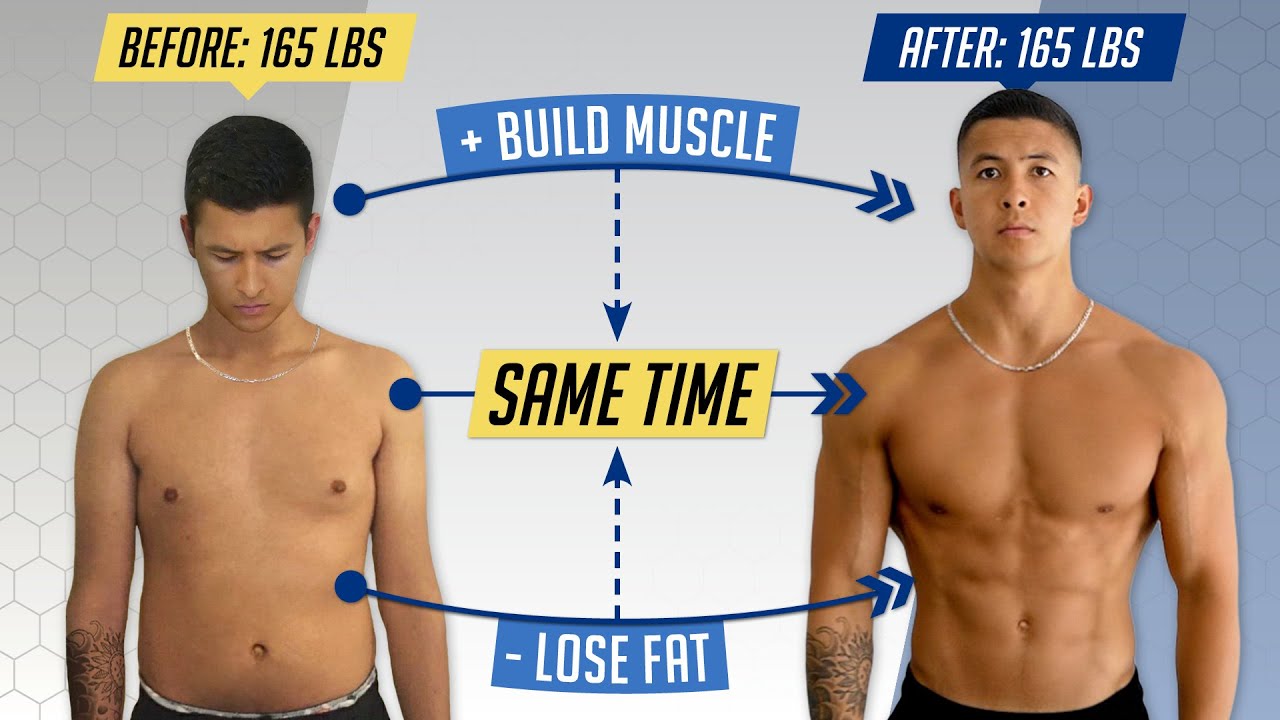 BEFORE: 165 LBS
AFTER: 165 LBS
+ BUILD MUSCLE
SAME TIME
- LOSE FAT